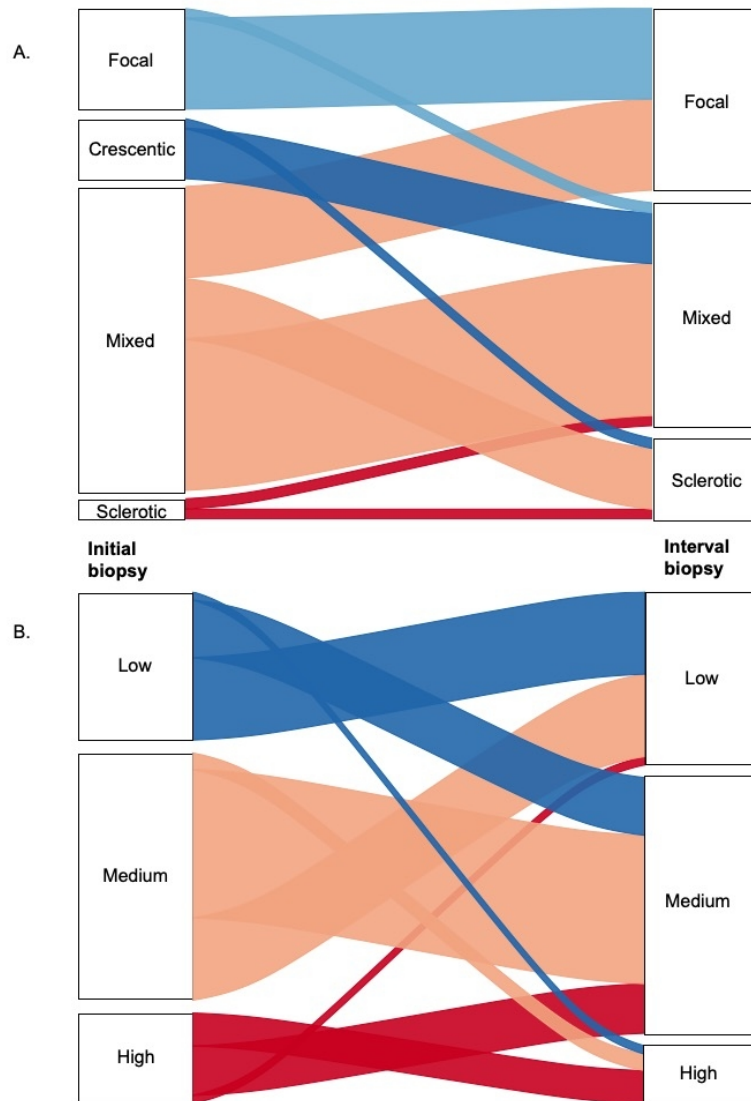 A.
Focal
Crescentic
Mixed
Sclerotic
Focal
Mixed
Sclerotic
Initial
biopsy
Interval
biopsy
B.
Low
Medium
High
Low
Medium
High